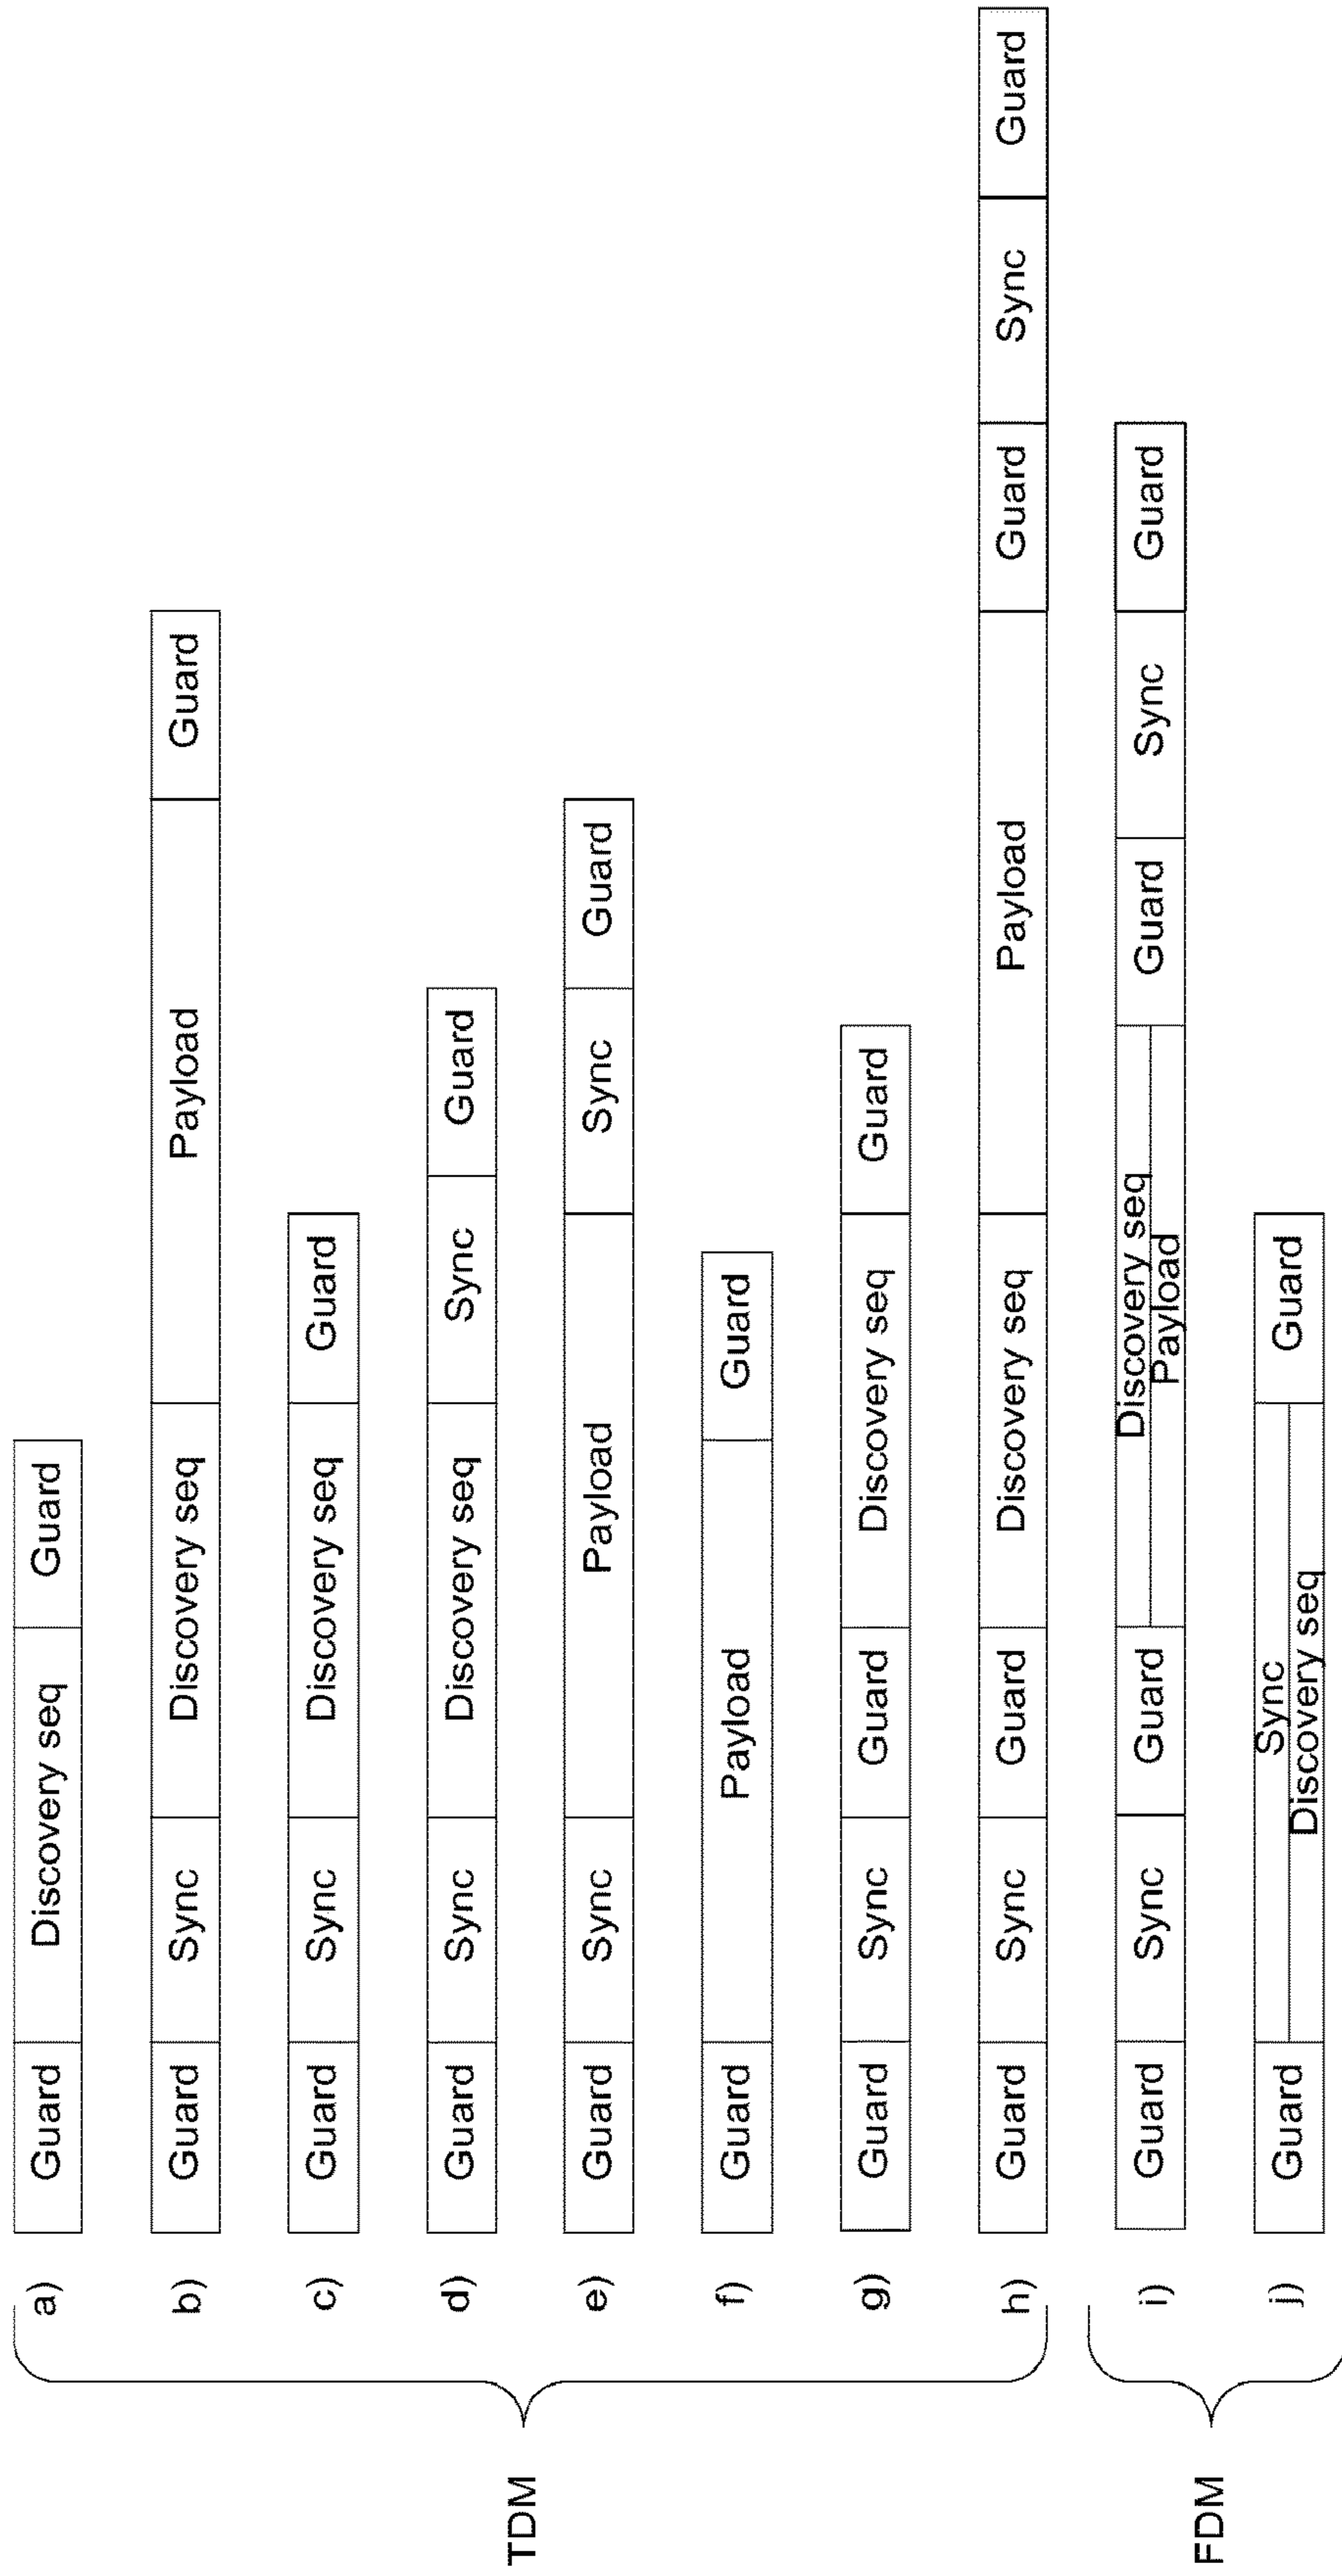 TDM
a) Guard Discovery seq Guard
b) Guard Sync Discovery seq Payload Guard
c) Guard Sync Discovery seq Guard
d) Guard Sync Discovery seq Sync Guard
e) Guard Sync Payload Sync Guard
f) Guard Payload Guard
g) Guard Sync Guard Discovery seq Guard
h) Guard Sync Guard Discovery seq Payload Guard Sync Guard
FDM
i) Guard Sync Guard Discovery seq Payload Guard Sync Guard
j) Guard Sync Discovery seq Guard